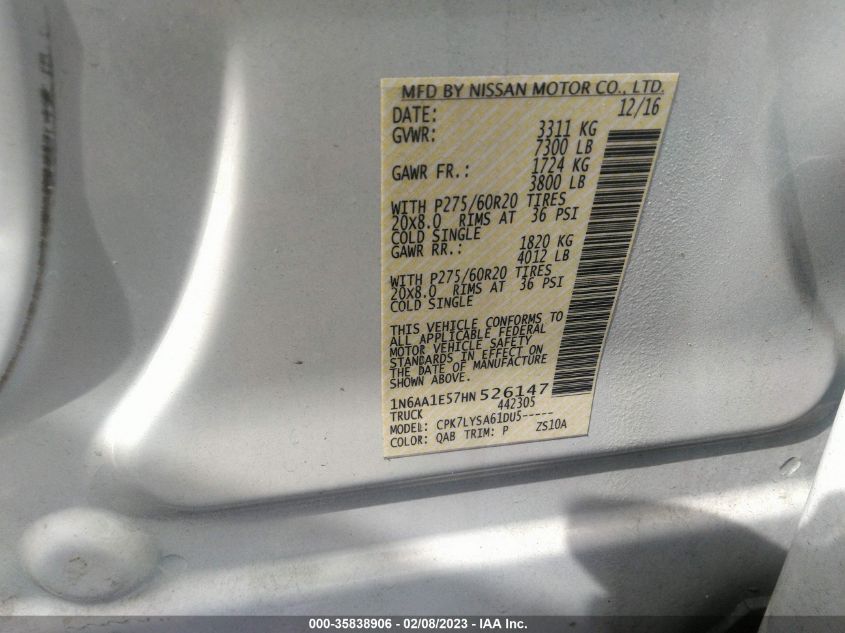 MFD BY NISSAN MOTOR CO., LTD.
DATE: 12/16
GVWR: 3311 KG
7300 LB
GAWR FR.: 1724 KG
3800 LB
WITH P275/60R20 TIRES
20x8.0 RIMS AT 36 PSI
COLD SINGLE
GAWR RR.: 1820 KG
4012 LB
WITH P275/60R20 TIRES
20x8.0 RIMS AT 36 PSI
COLD SINGLE
THIS VEHICLE CONFORMS TO
ALL APPLICABLE FEDERAL
MOTOR VEHICLE SAFETY
STANDARDS IN EFFECT ON
THE DATE OF MANUFACTURE
SHOWN ABOVE.
1N6AA1E57HN526147
TRUCK 442305
MODEL: CPK7LYSA61DU5-----
COLOR: QAB TRIM: P ZS10A
000-35838906 - 02/08/2023 - IAA Inc.